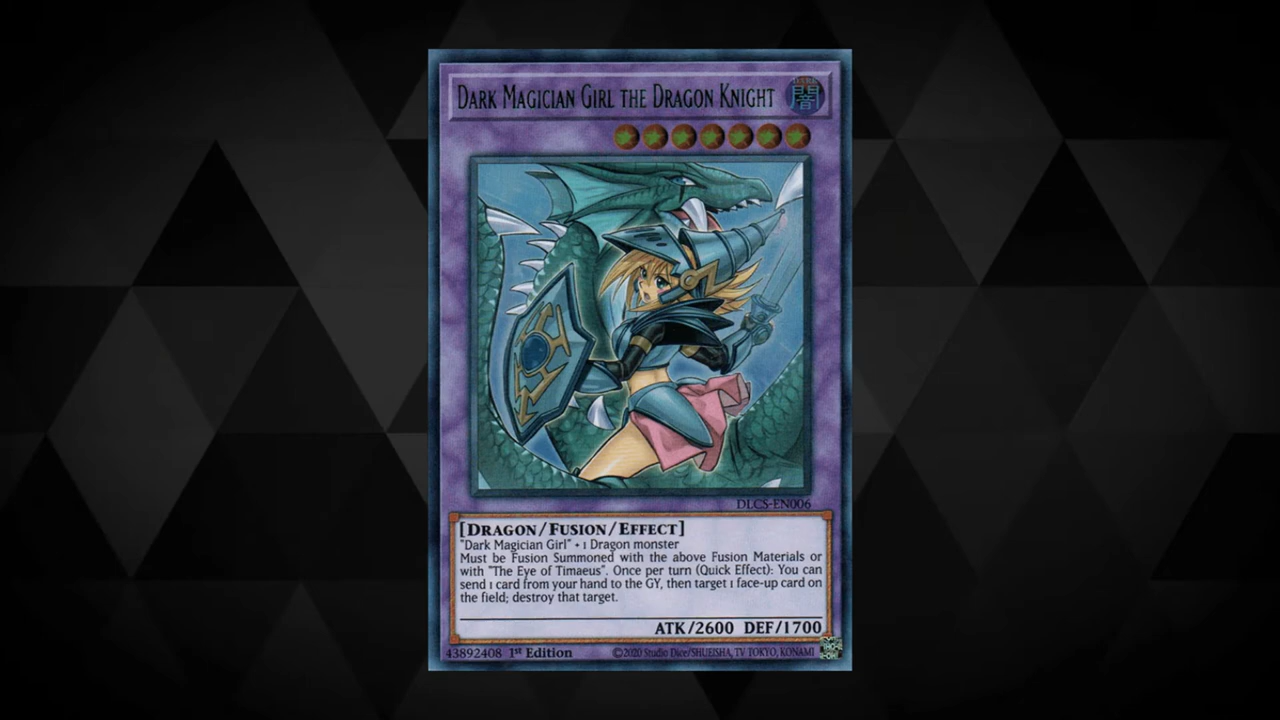 DARK MAGICIAN GIRL THE DRAGON KNIGHT
DARK
闇
DLCS-EN006
[DRAGON/FUSION/EFFECT]
"Dark Magician Girl" + 1 Dragon monster
Must be Fusion Summoned with the above Fusion Materials or
with "The Eye of Timaeus". Once per turn (Quick Effect): You can
send 1 card from your hand to the GY, then target 1 face-up card on
the field; destroy that target.
ATK/2600 DEF/1700
43892408 1st Edition ©2020 Studio Dice/SHUEISHA, TV TOKYO, KONAMI